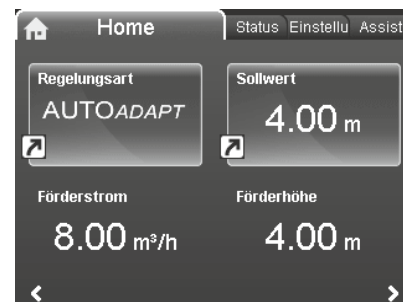 Home Status Einstellu Assist
Regelungsart Sollwert
AUTOADAPT 4.00 m
Förderstrom Förderhöhe
8.00 m³/h 4.00 m